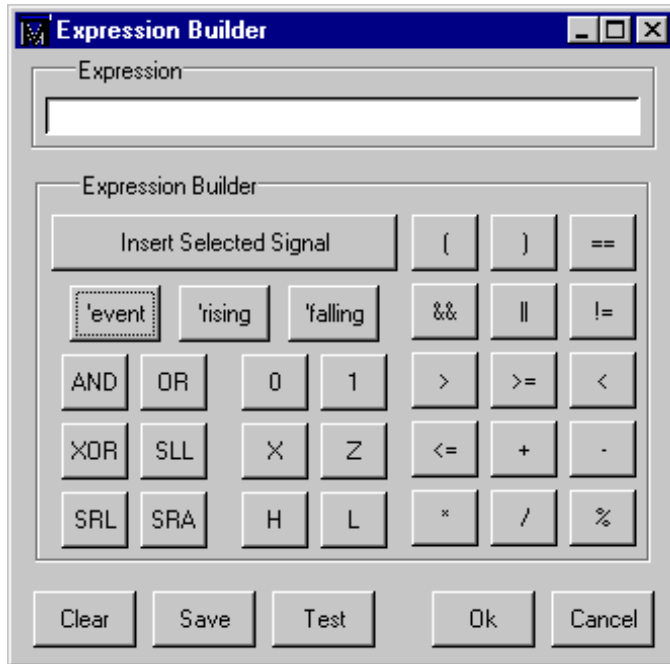 Expression Builder
Expression
Expression Builder
Insert Selected Signal ( ) ==
'event 'rising 'falling && || !=
AND OR 0 1 > >= <
XOR SLL X Z <= + -
SRL SRA H L * / %
Clear Save Test Ok Cancel